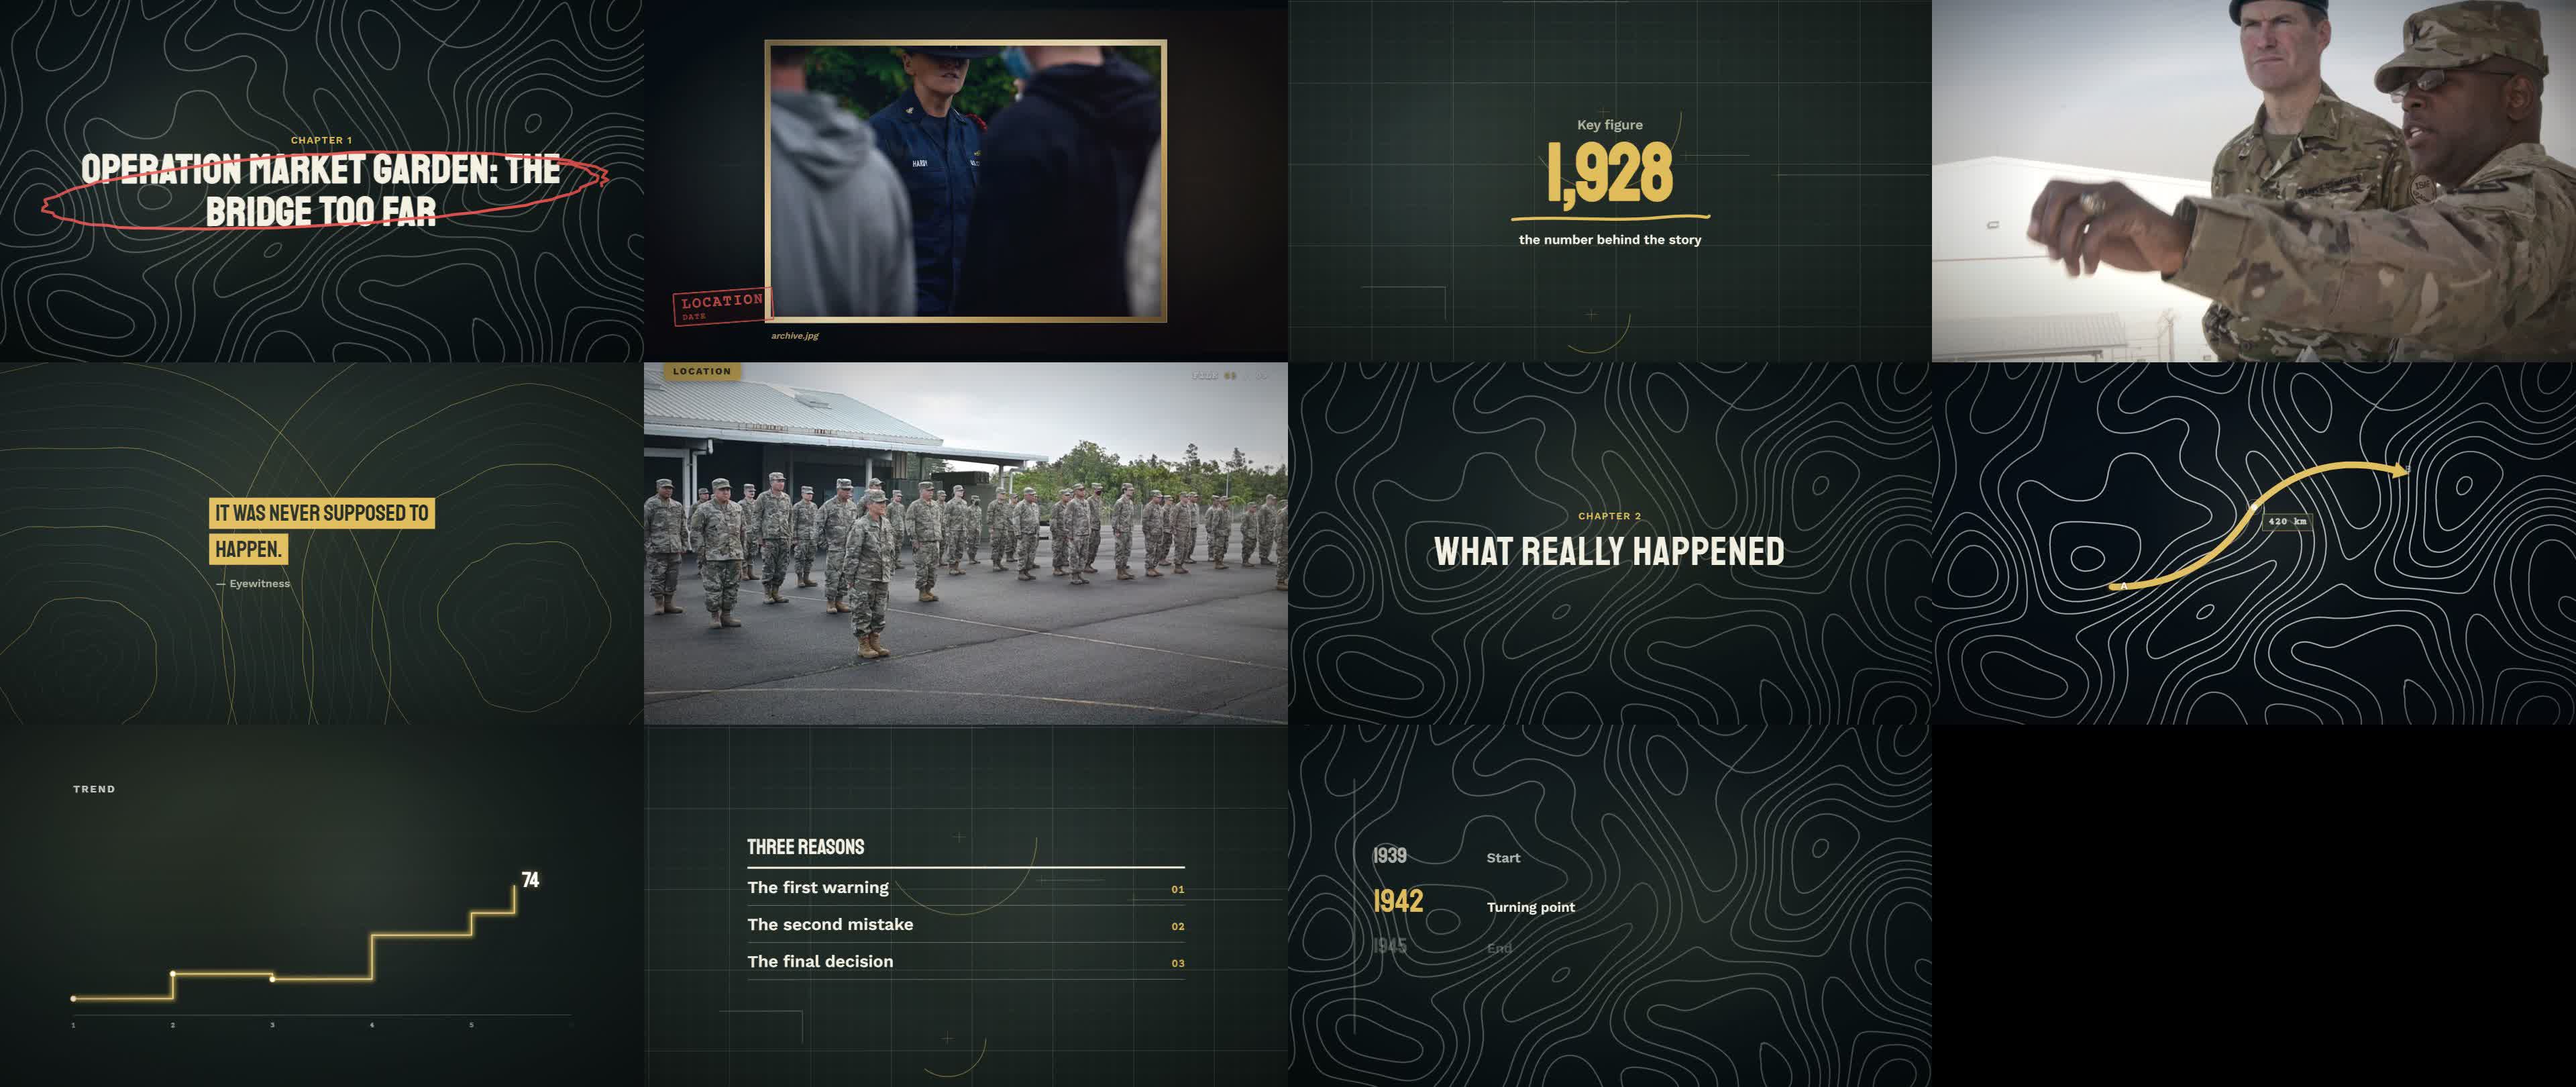 CHAPTER 1
OPERATION MARKET GARDEN: THE
BRIDGE TOO FAR
HARDY
LOCATION
DATE
archive.jpg
Key figure
1,928
the number behind the story
IT WAS NEVER SUPPOSED TO
HAPPEN.
— Eyewitness
LOCATION
CHAPTER 2
WHAT REALLY HAPPENED
A
420 km
TREND
74
1 2 3 4 5
THREE REASONS
The first warning 01
The second mistake 02
The final decision 03
1939 Start
1942 Turning point
1945 End